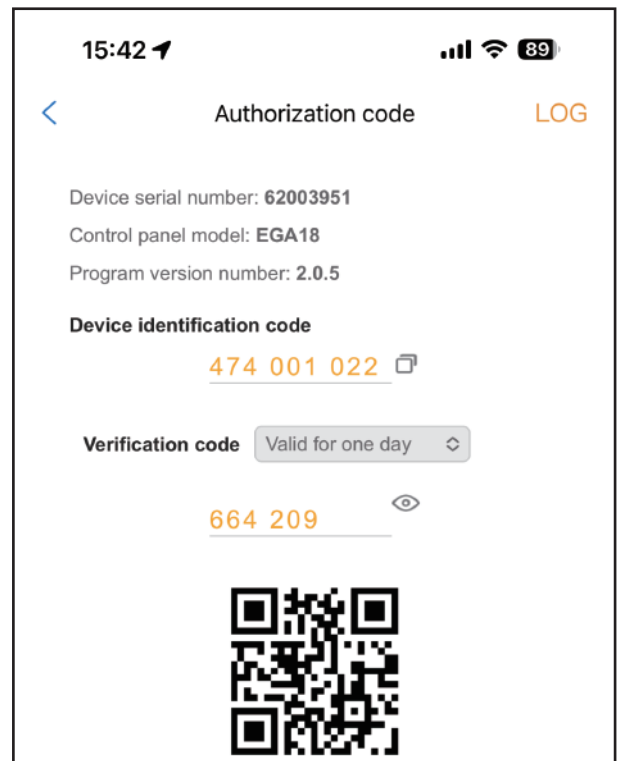 15:42 89
Authorization code LOG
Device serial number: 62003951
Control panel model: EGA18
Program version number: 2.0.5
Device identification code
474 001 022
Verification code Valid for one day
664 209